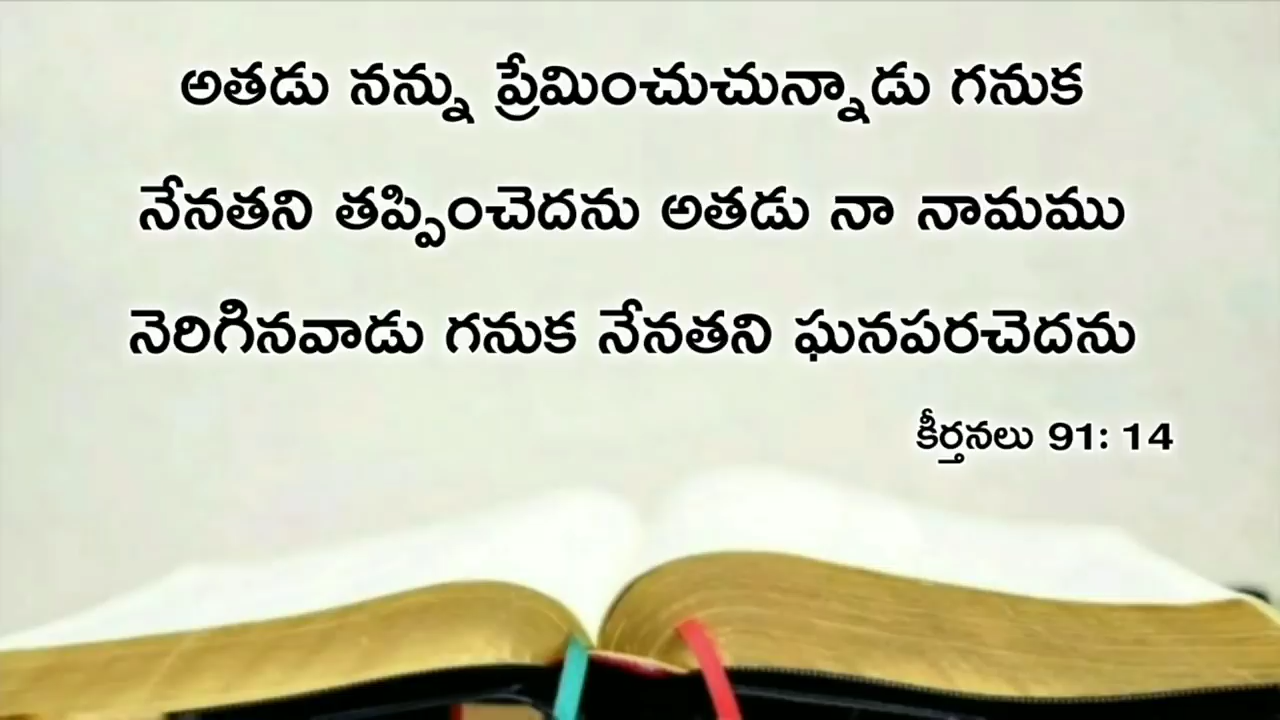 అతడు నన్ను ప్రేమించుచున్నాడు గనుక
నేనతని తప్పించెదను అతడు నా నామము
నెరిగినవాడు గనుక నేనతని ఘనపరచెదను
కీర్తనలు 91: 14